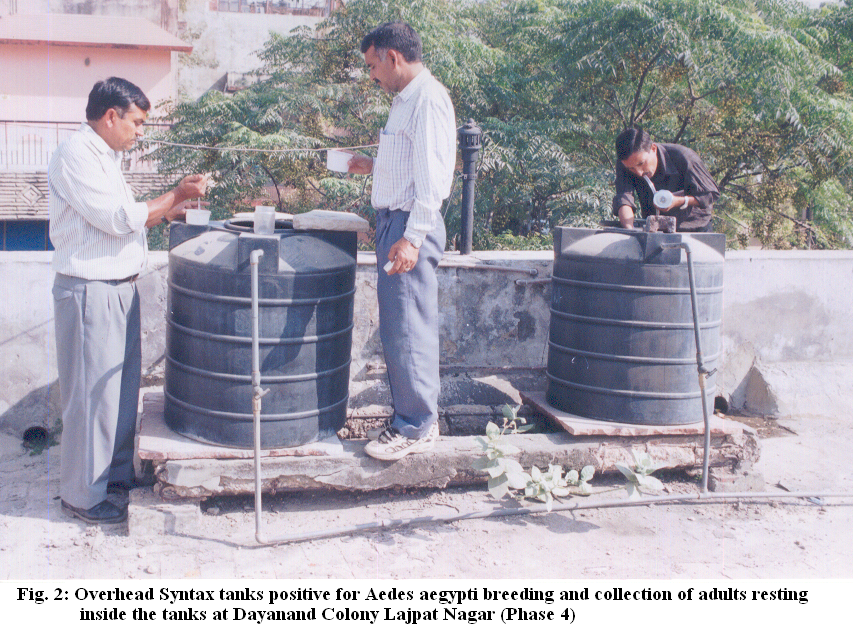 Fig. 2: Overhead Syntax tanks positive for Aedes aegypti breeding and collection of adults resting
inside the tanks at Dayanand Colony Lajpat Nagar (Phase 4)